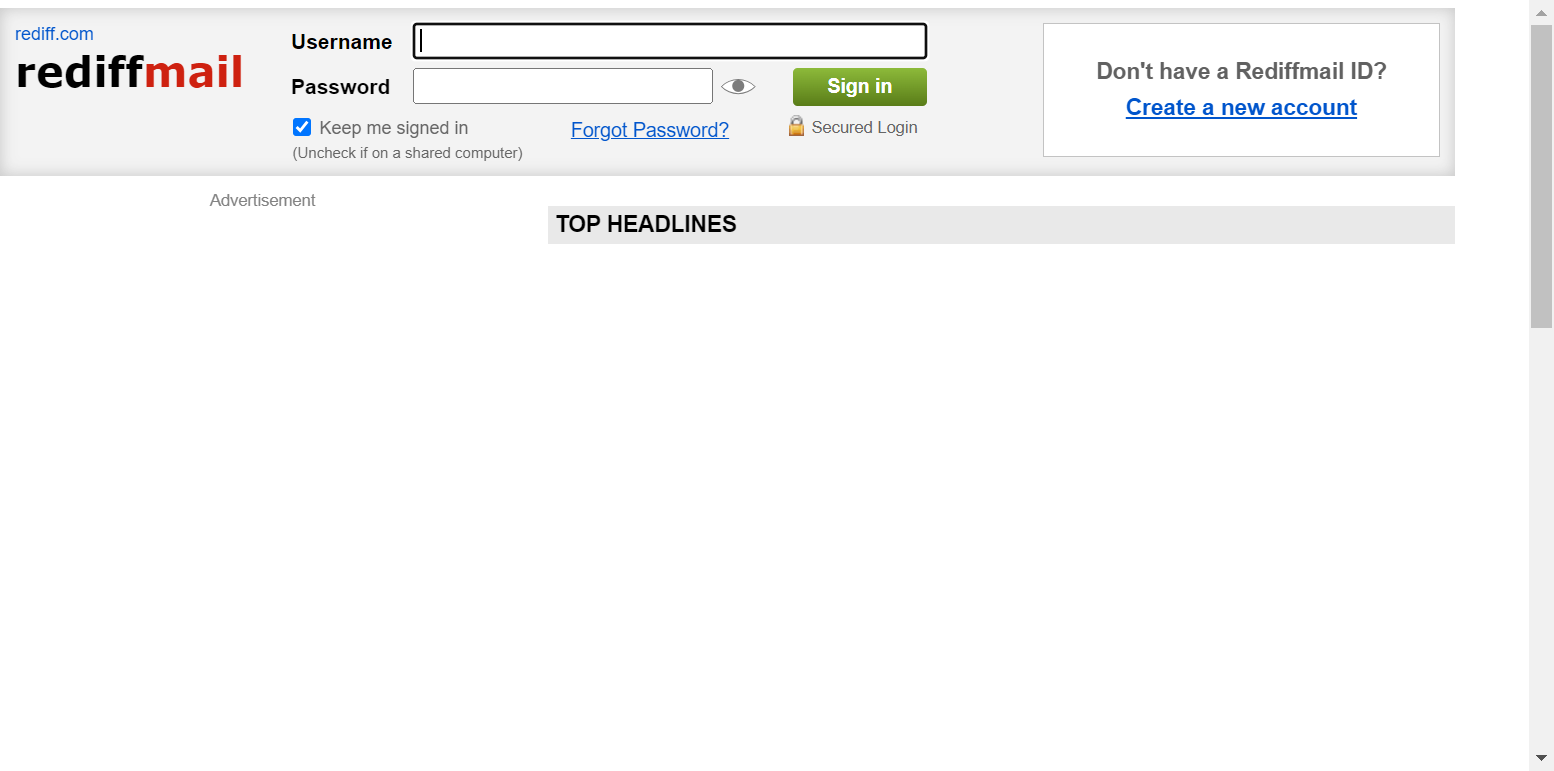 rediff.com
rediffmail
Username
Password
Sign in
Keep me signed in
(Uncheck if on a shared computer)
Forgot Password?
Secured Login
Don't have a Rediffmail ID?
Create a new account
Advertisement
TOP HEADLINES